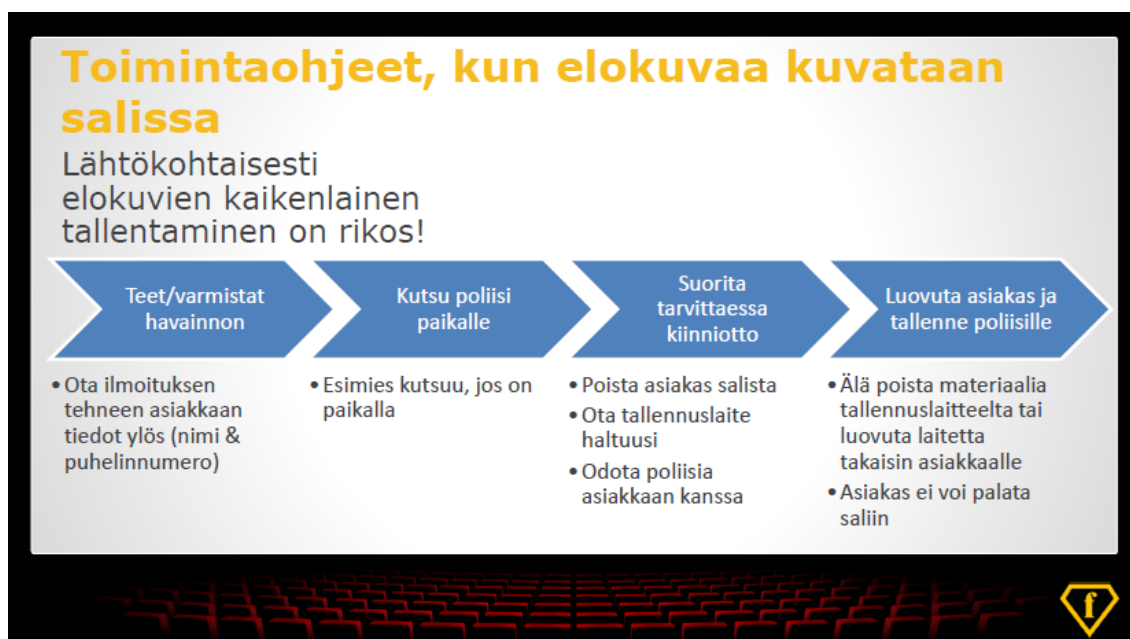 Toimintaohjeet, kun elokuvaa kuvataan
salissa
Lähtökohtaisesti
elokuvien kaikenlainen
tallentaminen on rikos!
Teet/varmistat
havainnon
• Ota ilmoituksen
tehneen asiakkaan
tiedot ylös (nimi &
puhelinnumero)
Kutsu poliisi
paikalle
• Esimies kutsuu, jos on
paikalla
Suorita
tarvittaessa
kiinniotto
• Poista asiakas salista
• Ota tallennuslaite
haltuusi
• Odota poliisia
asiakkaan kanssa
Luovuta asiakas ja
tallenne poliisille
• Älä poista materiaalia
tallennuslaitteelta tai
luovuta laitetta
takaisin asiakkaalle
• Asiakas ei voi palata
saliin
f